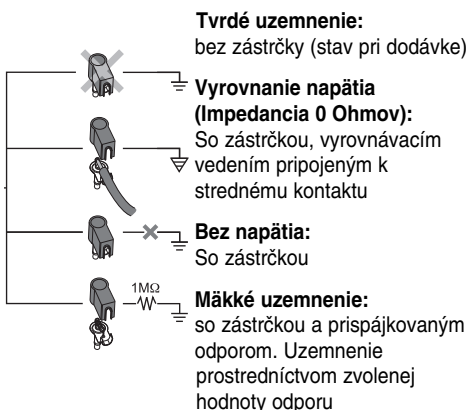 Tvrdé uzemnenie:
bez zástrčky (stav pri dodávke)
Vyrovnanie napätia
(Impedancia 0 Ohmov):
So zástrčkou, vyrovnávacím
vedením pripojeným k
strednému kontaktu
Bez napätia:
So zástrčkou
1MΩ
Mäkké uzemnenie:
so zástrčkou a prispájkovaným
odporom. Uzemnenie
prostredníctvom zvolenej
hodnoty odporu